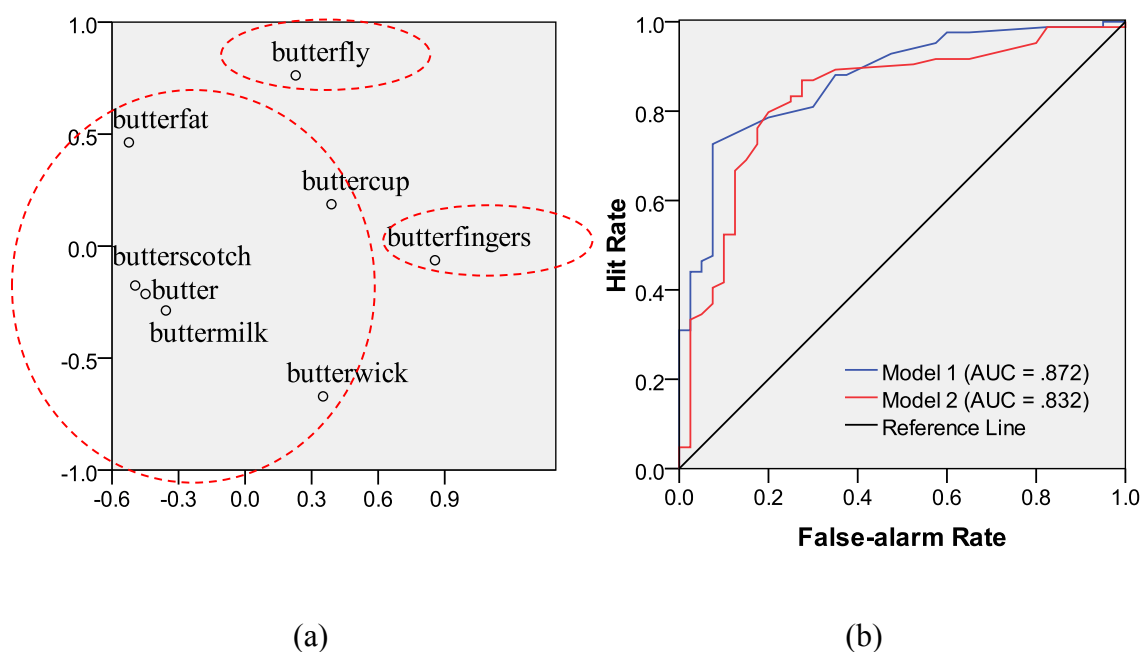 1.0
butterfly
butterfat
0.5
buttercup
0.0
butterfingers
butterscotch
butter
buttermilk
-0.5
butterwick
-1.0
-0.6 -0.3 0.0 0.3 0.6 0.9
(a)
1.0
0.8
0.6
Hit Rate
0.4
0.2
0.0
Model 1 (AUC = .872)
Model 2 (AUC = .832)
Reference Line
0.0 0.2 0.4 0.6 0.8 1.0
False-alarm Rate
(b)